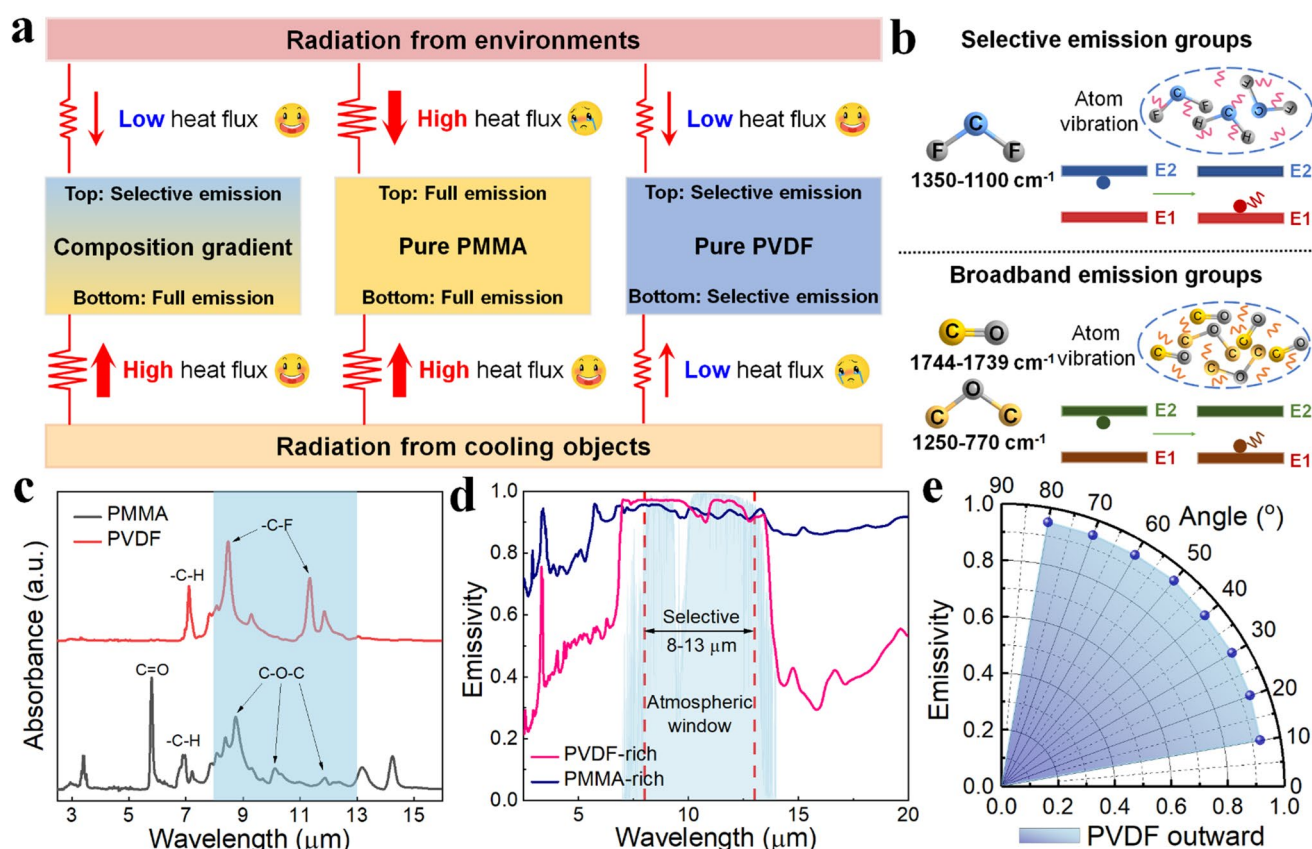 a
Radiation from environments
Low heat flux
High heat flux
Low heat flux
Top: Selective emission
Composition gradient
Bottom: Full emission
Top: Full emission
Pure PMMA
Bottom: Full emission
Top: Selective emission
Pure PVDF
Bottom: Selective emission
High heat flux
High heat flux
Low heat flux
Radiation from cooling objects
b
Selective emission groups
C
F F
1350-1100 cm⁻¹
Atom
vibration
F C F H C H C F F
E2 E2
E1 E1
Broadband emission groups
C O
1744-1739 cm⁻¹
O
C C
1250-770 cm⁻¹
Atom
vibration
E2 E2
E1 E1
c
PMMA
PVDF
-C-F
-C-H
C=O
-C-H
C-O-C
Absorbance (a.u.)
3 5 7 9 11 13 15
Wavelength (μm)
d
1.0
0.8
0.6
0.4
0.2
0.0
Emissivity
Selective
8-13 μm
Atmospheric
window
PVDF-rich
PMMA-rich
5 10 15 20
Wavelength (μm)
e
90 80 70 60 50 40 30 20 10 0
Angle (°)
1.0
0.8
0.6
0.4
0.2
0.0
Emissivity
0.0 0.2 0.4 0.6 0.8 1.0
PVDF outward